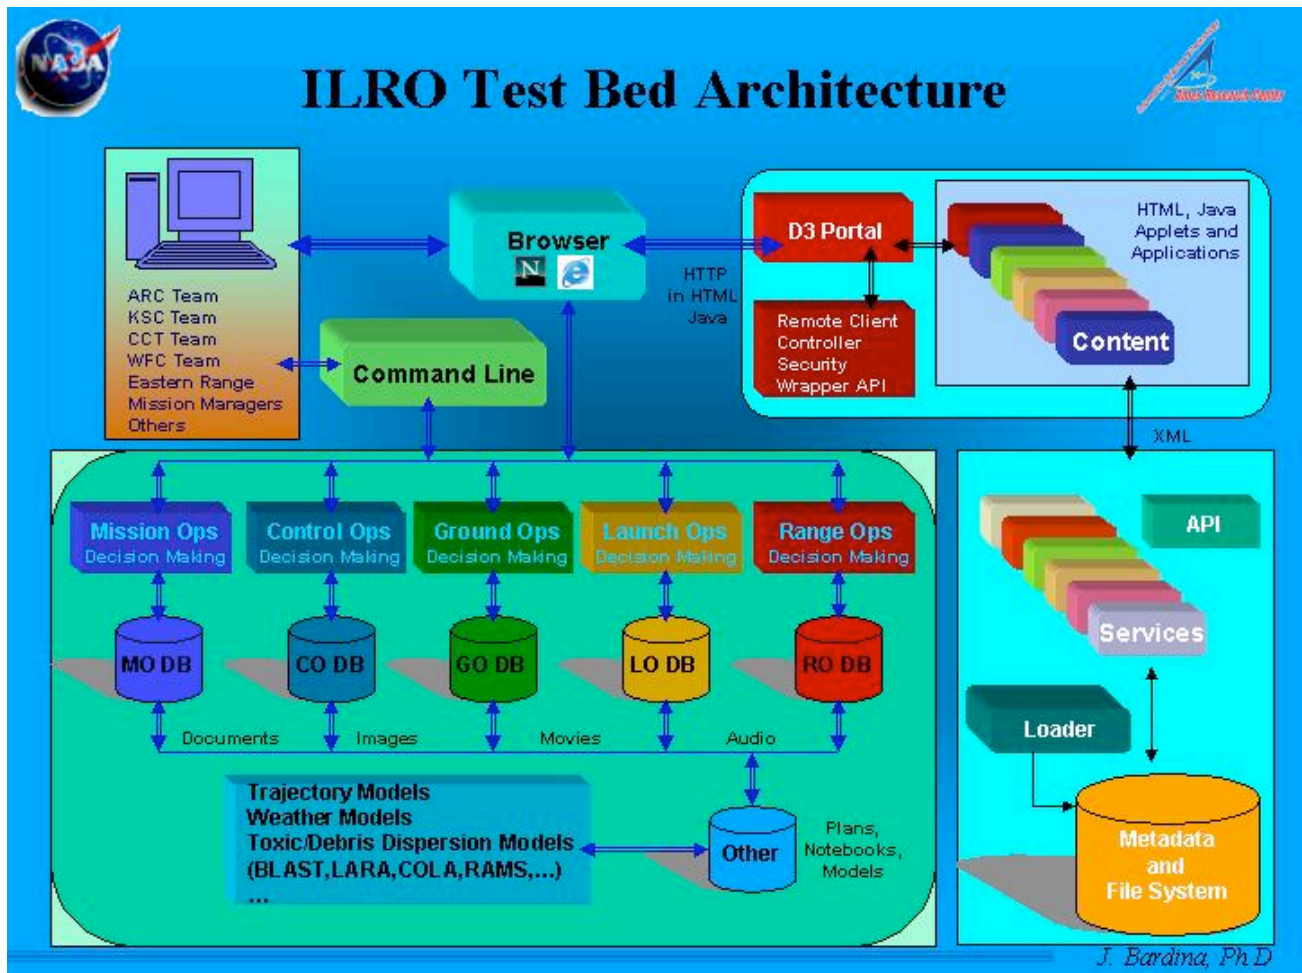 NASA
ILRO Test Bed Architecture
Ames Research Center
ARC Team
KSC Team
CCT Team
WFC Team
Eastern Range
Mission Managers
Others
Browser
N
Command Line
HTTP
in HTML
Java
D3 Portal
Remote Client
Controller
Security
Wrapper API
HTML, Java
Applets and
Applications
Content
XML
Mission Ops
Decision Making
Control Ops
Decision Making
Ground Ops
Decision Making
Launch Ops
Decision Making
Range Ops
Decision Making
MO DB
CO DB
GO DB
LO DB
RO DB
Documents
Images
Movies
Audio
Trajectory Models
Weather Models
Toxic/Debris Dispersion Models
(BLAST,LARA,COLA,RAMS,...)
...
Other
Plans,
Notebooks,
Models
API
Services
Loader
Metadata
and
File System
J. Bardina, Ph D